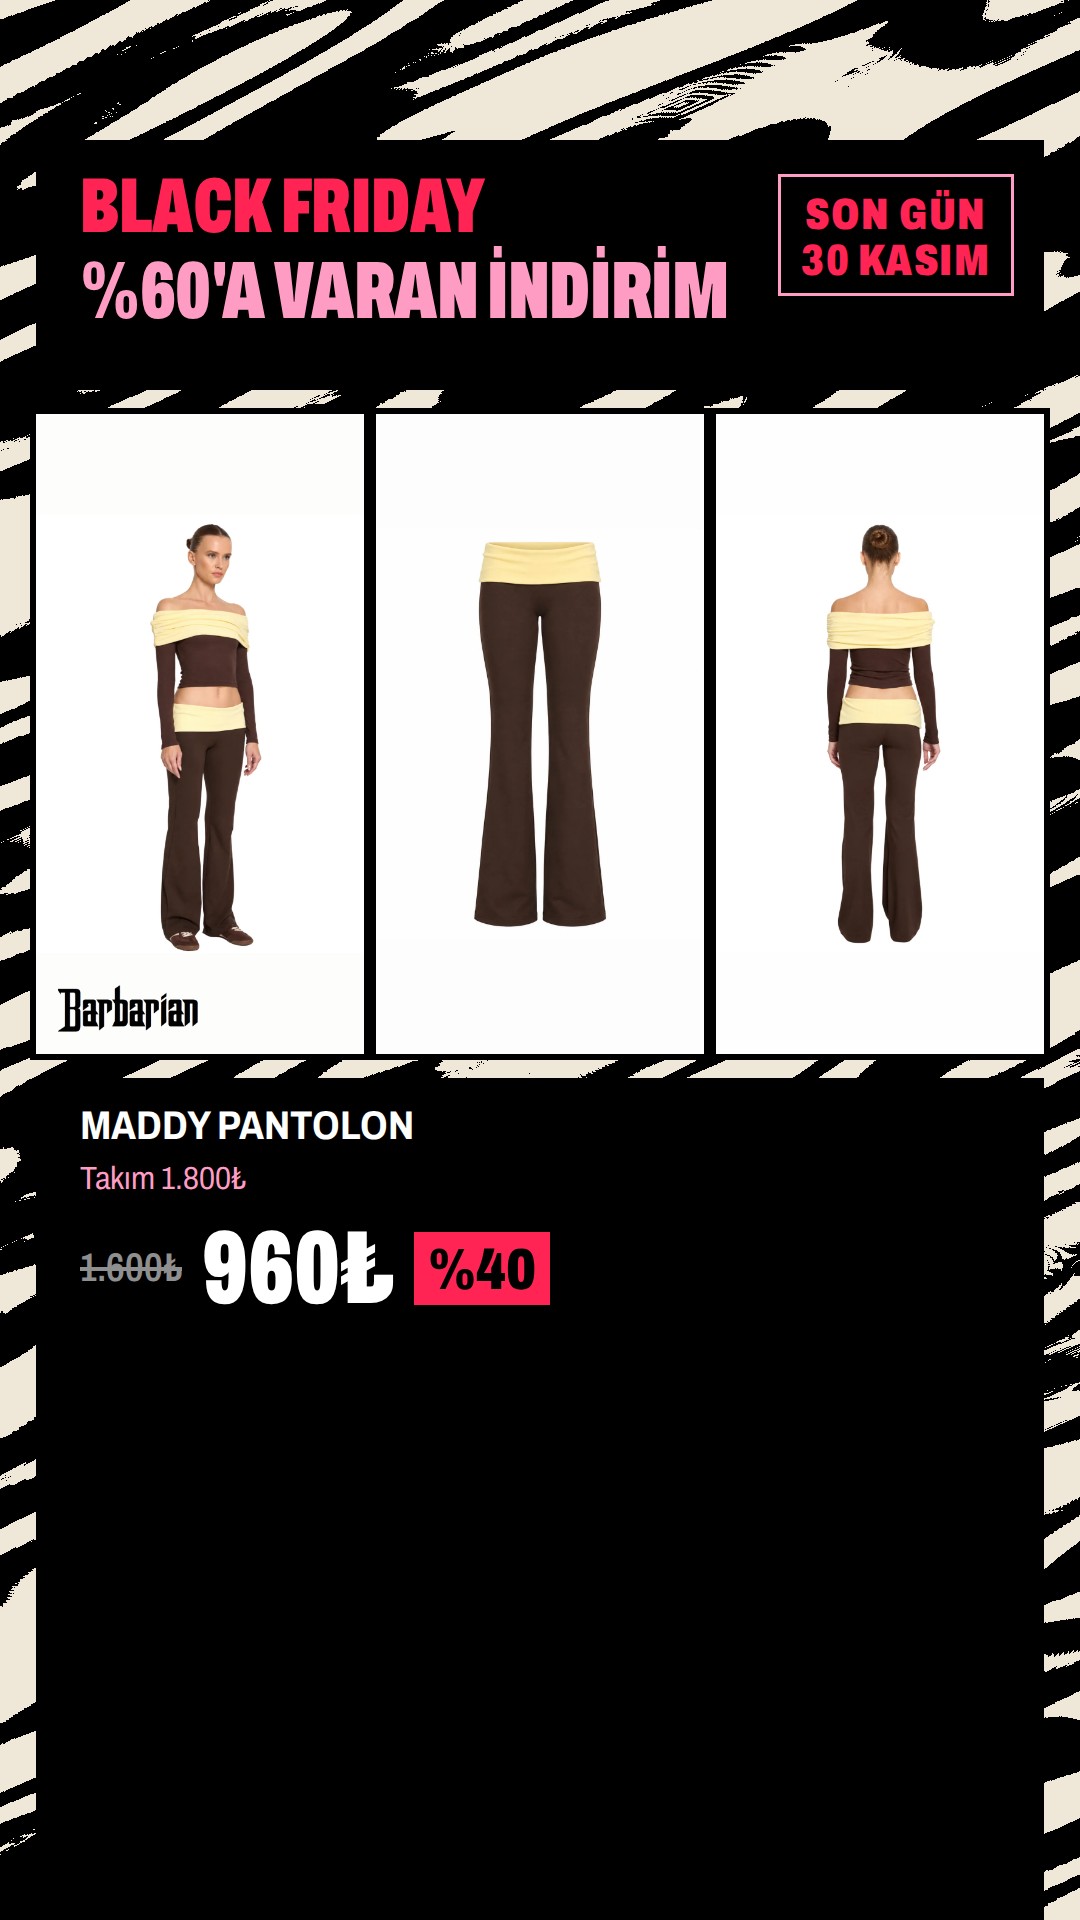 BLACK FRIDAY
%60'A VARAN İNDİRİM
SON GÜN
30 KASIM
Barbarian
MADDY PANTOLON
Takım 1.800₺
1.600₺ 960₺ %40